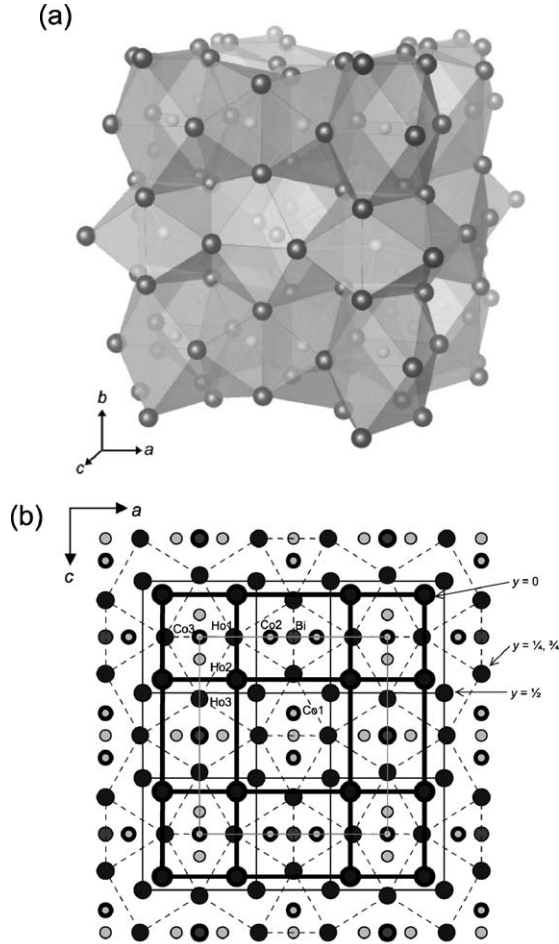 (a)
b
a
c
(b)
a
c
y = 0
Co3
Ho1
Co2
Bi
y = ¼, ¾
Ho2
Ho3
Co1
y = ½